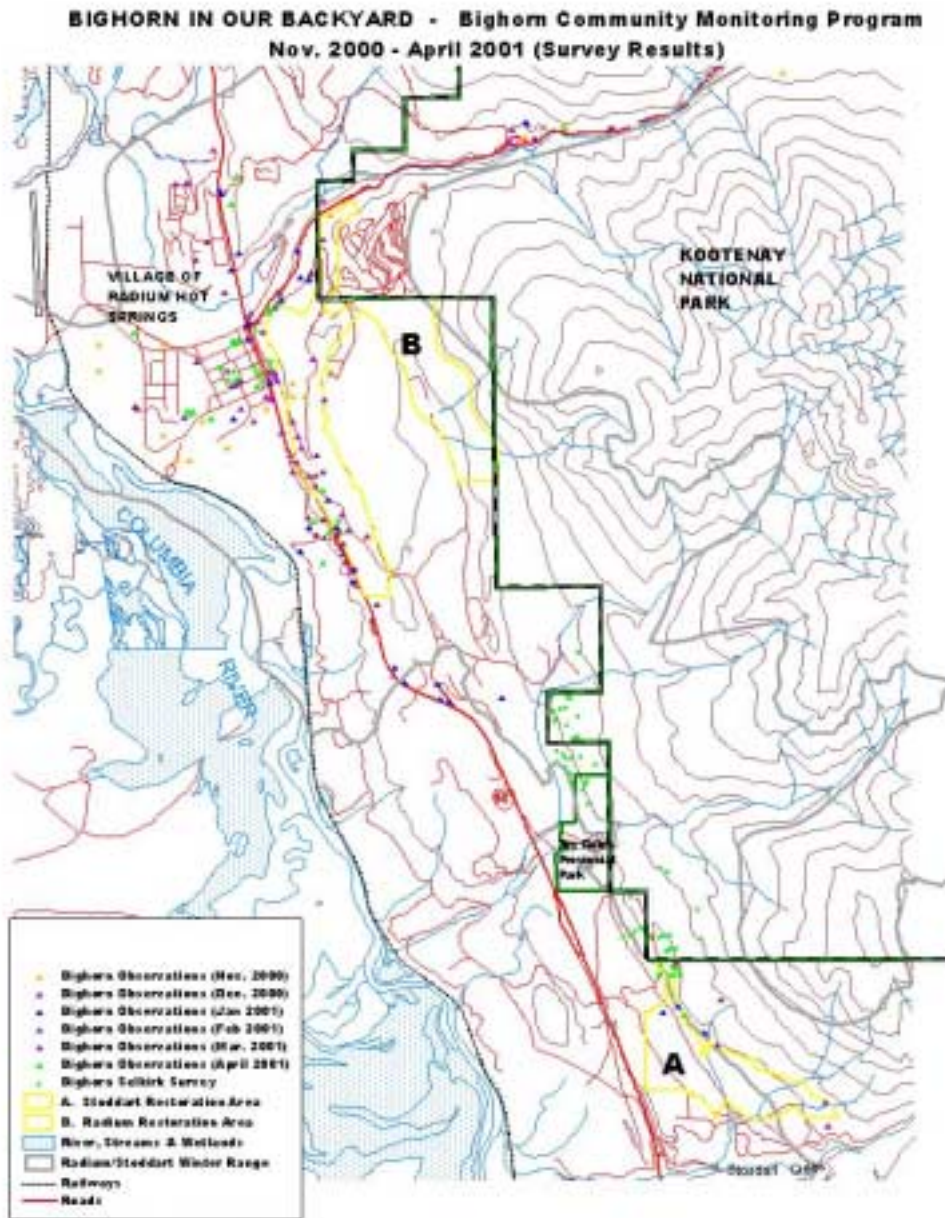 BIGHORN IN OUR BACKYARD - Bighorn Community Monitoring Program
Nov. 2000 - April 2001 (Survey Results)
KOOTENAY
NATIONAL
PARK
VILLAGE OF
RADIUM HOT
SPRINGS
B
COLUMBIA
RIVER
Provincial
Park
A
Bighorn Observations (Nov. 2000)
Bighorn Observations (Dec. 2000)
Bighorn Observations (Jan 2001)
Bighorn Observations (Feb 2001)
Bighorn Observations (Mar. 2001)
Bighorn Observations (April 2001)
Bighorn Selkirk Survey
A. Stoddart Restoration Area
B. Radium Restoration Area
River, Streams & Wetlands
Radium/Stoddart Winter Range
Railways
Roads